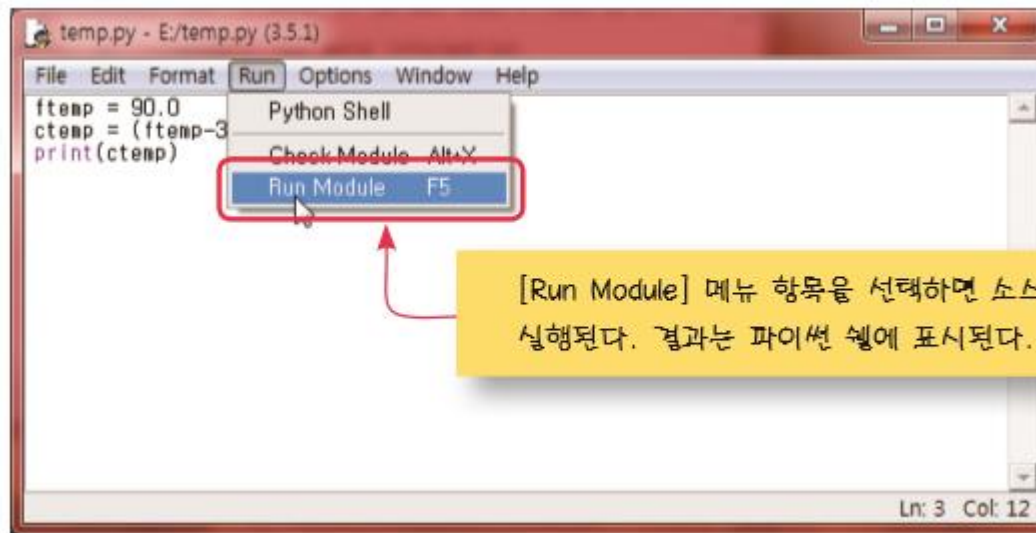 temp.py - E:/temp.py (3.5.1)
File Edit Format Run Options Window Help
ftemp = 90.0
ctemp = (ftemp-3
print(ctemp)
Python Shell
Check Module Alt+X
Run Module F5
[Run Module] 메뉴 항목을 선택하면 소스
실행된다. 결과는 파이썬 쉘에 표시된다.
Ln: 3 Col: 12